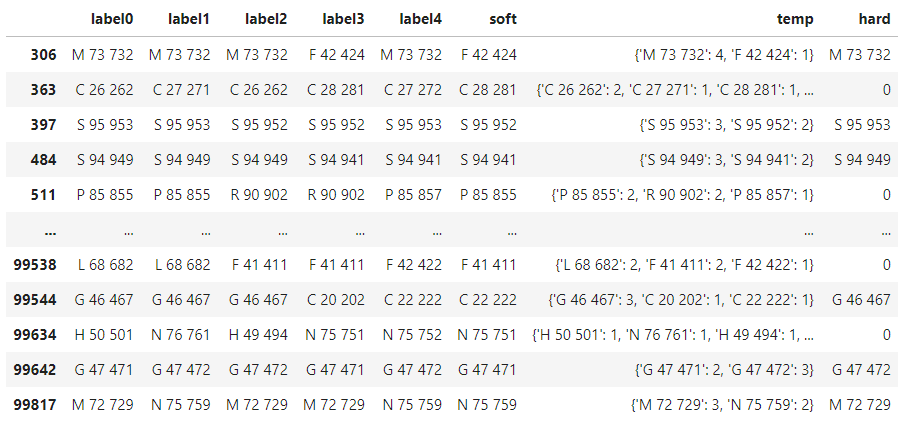 label0 label1 label2 label3 label4 soft temp hard
306 M 73 732 M 73 732 M 73 732 F 42 424 M 73 732 F 42 424 {'M 73 732': 4, 'F 42 424': 1} M 73 732
363 C 26 262 C 27 271 C 26 262 C 28 281 C 27 272 C 28 281 {'C 26 262': 2, 'C 27 271': 1, 'C 28 281': 1, ... 0
397 S 95 953 S 95 953 S 95 952 S 95 952 S 95 953 S 95 952 {'S 95 953': 3, 'S 95 952': 2} S 95 953
484 S 94 949 S 94 949 S 94 949 S 94 941 S 94 941 S 94 941 {'S 94 949': 3, 'S 94 941': 2} S 94 949
511 P 85 855 P 85 855 R 90 902 R 90 902 P 85 857 P 85 855 {'P 85 855': 2, 'R 90 902': 2, 'P 85 857': 1} 0
... ... ... ... ... ... ... ... ...
99538 L 68 682 L 68 682 F 41 411 F 41 411 F 42 422 F 41 411 {'L 68 682': 2, 'F 41 411': 2, 'F 42 422': 1} 0
99544 G 46 467 G 46 467 G 46 467 C 20 202 C 22 222 C 22 222 {'G 46 467': 3, 'C 20 202': 1, 'C 22 222': 1} G 46 467
99634 H 50 501 N 76 761 H 49 494 N 75 751 N 75 752 N 75 751 {'H 50 501': 1, 'N 76 761': 1, 'H 49 494': 1, ... 0
99642 G 47 471 G 47 472 G 47 472 G 47 471 G 47 472 G 47 471 {'G 47 471': 2, 'G 47 472': 3} G 47 472
99817 M 72 729 N 75 759 M 72 729 M 72 729 N 75 759 N 75 759 {'M 72 729': 3, 'N 75 759': 2} M 72 729